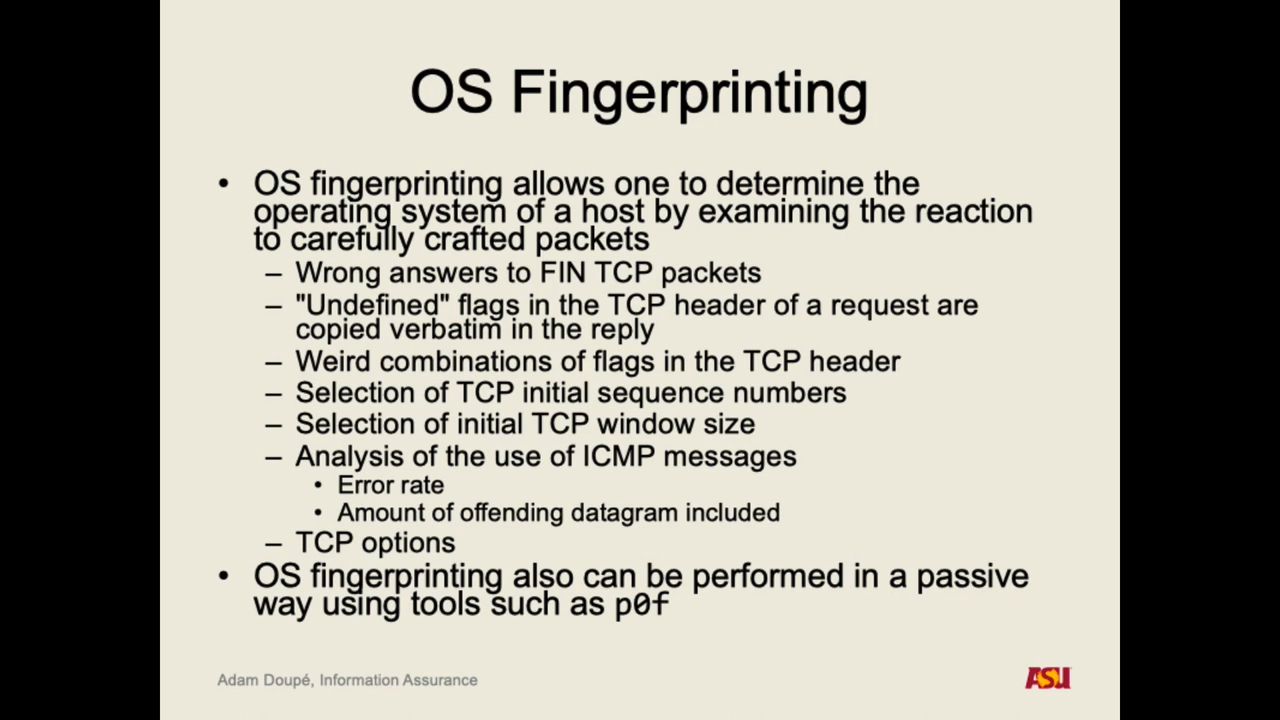 OS Fingerprinting
• OS fingerprinting allows one to determine the
operating system of a host by examining the reaction
to carefully crafted packets
– Wrong answers to FIN TCP packets
– "Undefined" flags in the TCP header of a request are
copied verbatim in the reply
– Weird combinations of flags in the TCP header
– Selection of TCP initial sequence numbers
– Selection of initial TCP window size
– Analysis of the use of ICMP messages
• Error rate
• Amount of offending datagram included
– TCP options
• OS fingerprinting also can be performed in a passive
way using tools such as p0f
Adam Doupé, Information Assurance
ASU